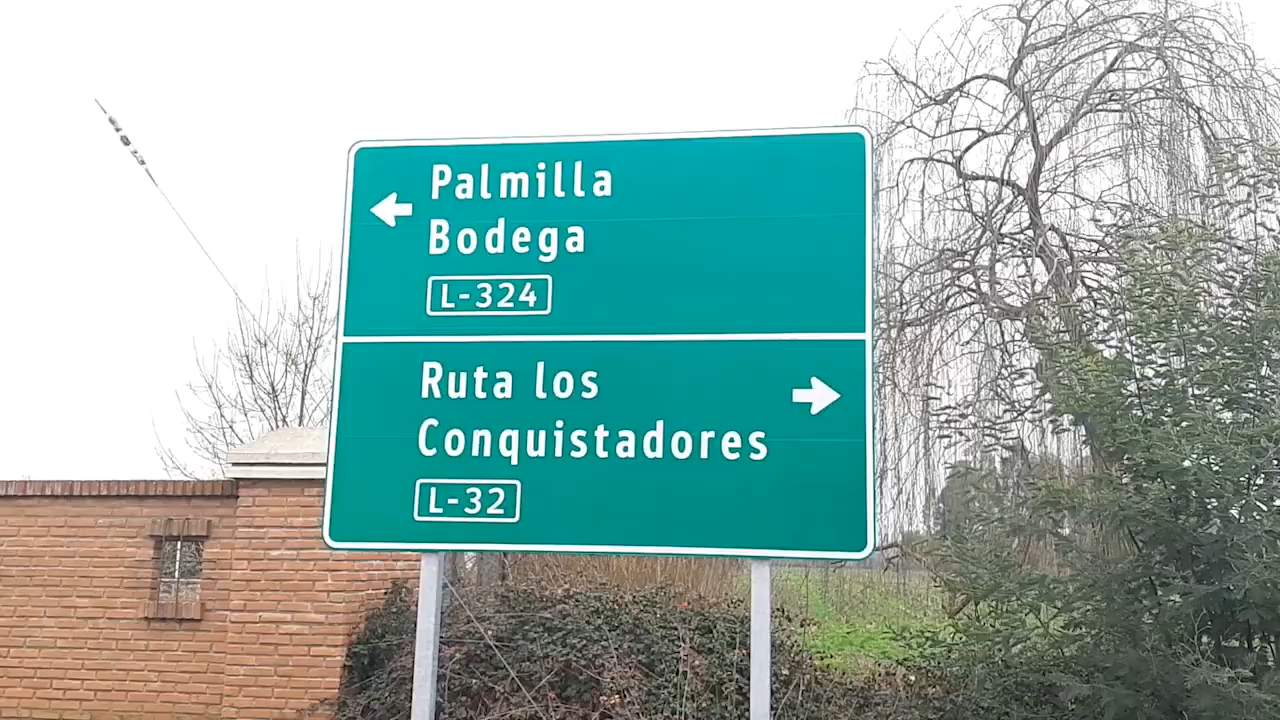 Palmilla
Bodega
L-324
Ruta los
Conquistadores
L-32